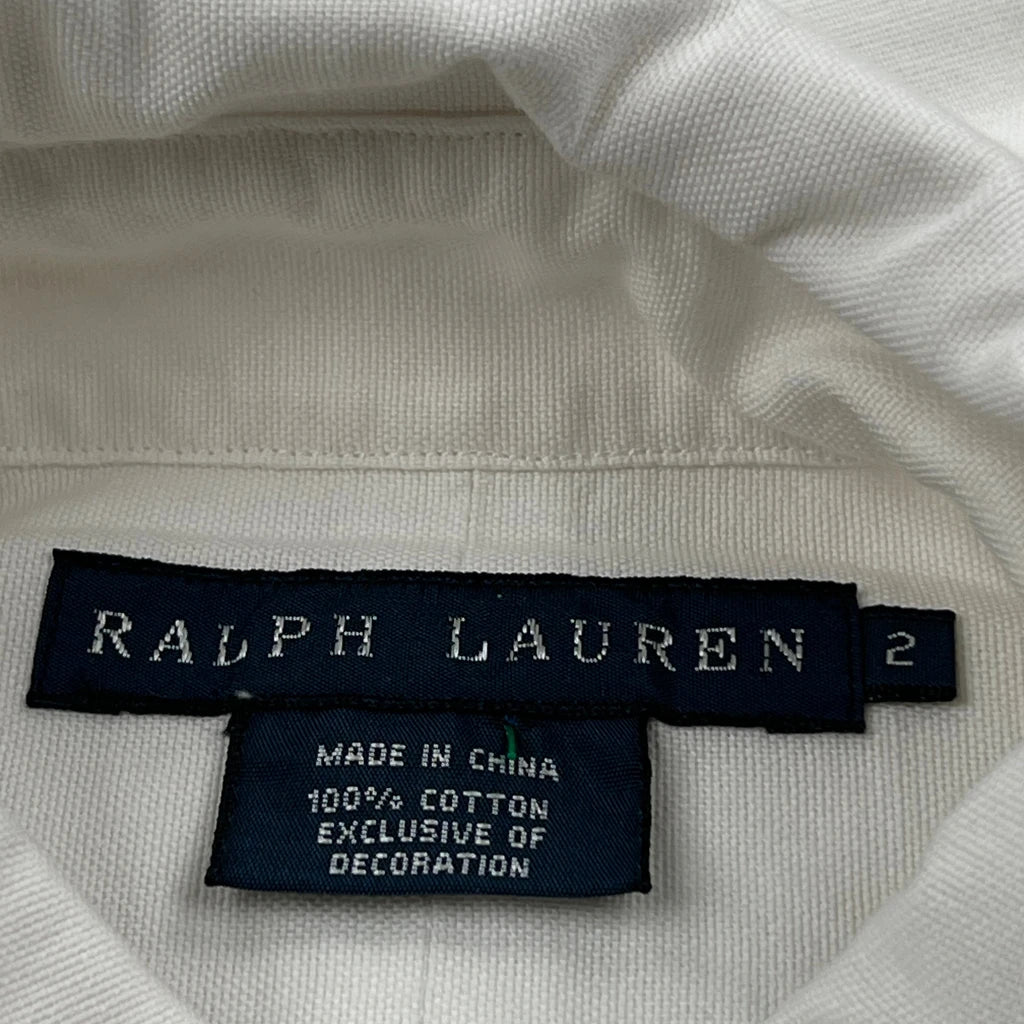 RALPH LAUREN 2
MADE IN CHINA
100% COTTON
EXCLUSIVE OF
DECORATION